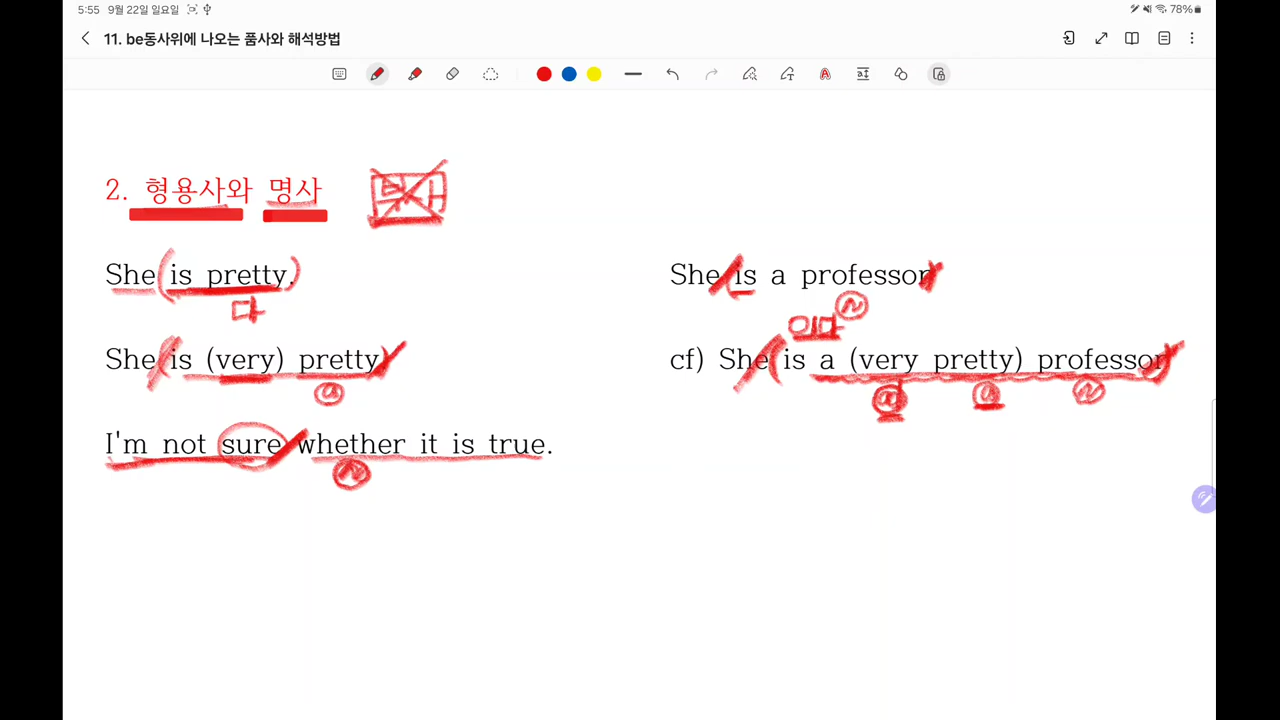 5:55 9월 22일 일요일 78%
11. be동사위에 나오는 품사와 해석방법
2. 형용사와 명사
She is pretty.
다
She is (very) pretty
ⓐ
I'm not sure whether it is true.
ⓝ
She is a professor
ⓝ
입다
cf) She is a (very pretty) professor
ⓐ ⓝ